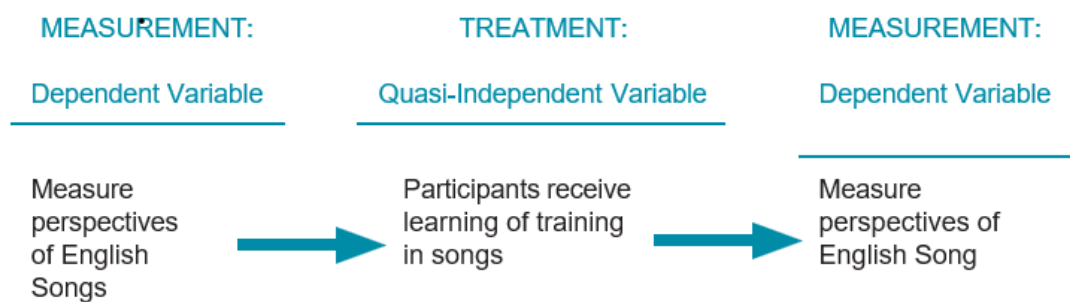 MEASUREMENT:
Dependent Variable
Measure
perspectives
of English
Songs
TREATMENT:
Quasi-Independent Variable
Participants receive
learning of training
in songs
MEASUREMENT:
Dependent Variable
Measure
perspectives of
English Song